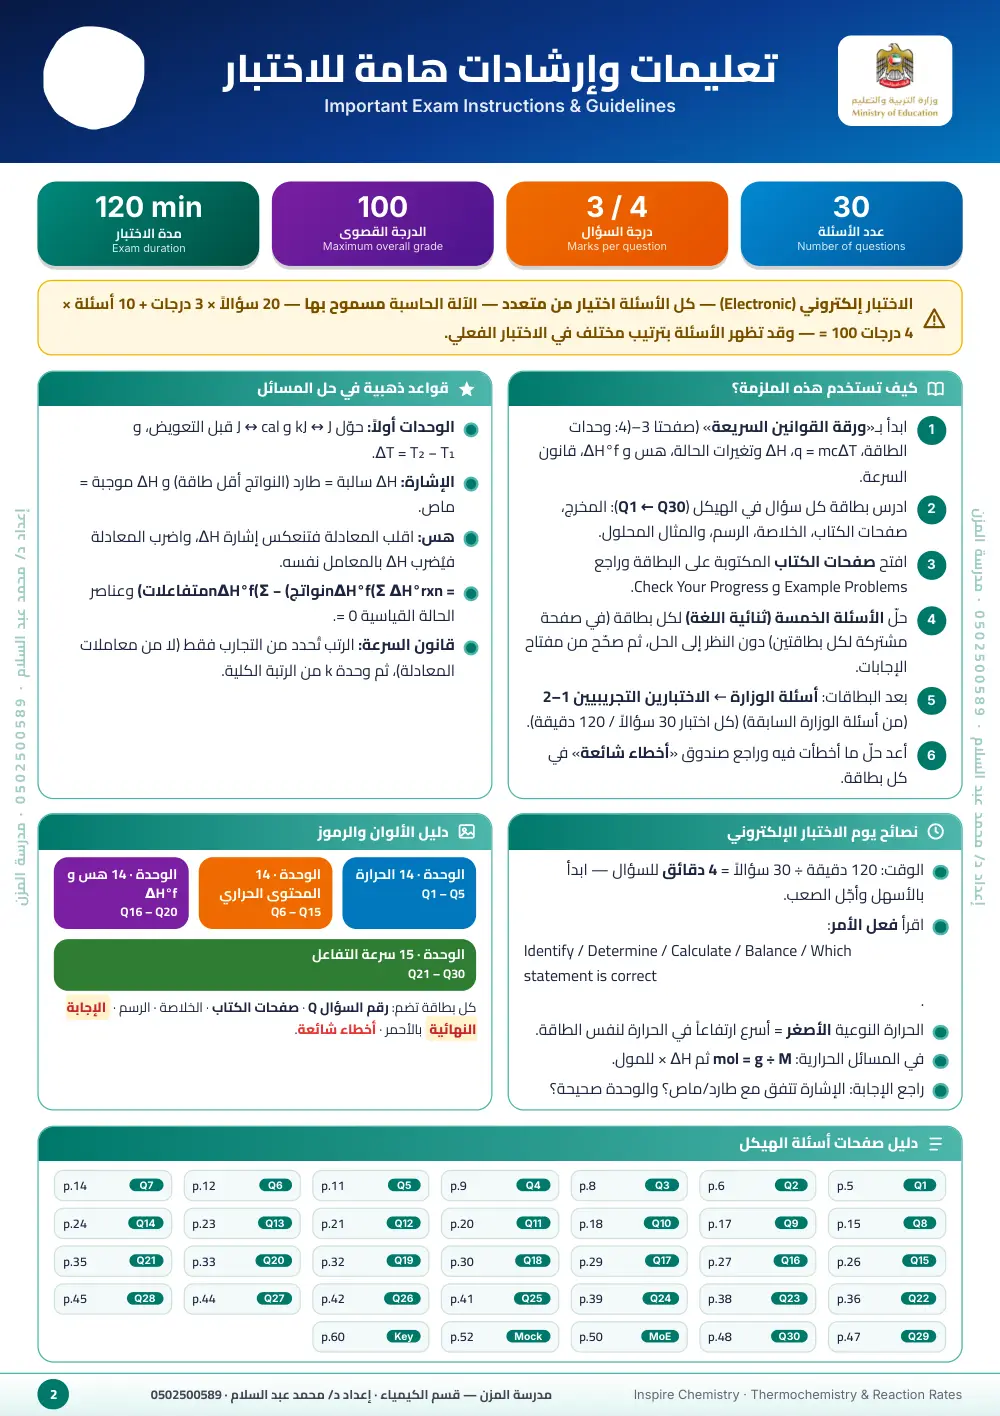 تعليمات وإرشادات هامة للاختبار
Important Exam Instructions & Guidelines
وزارة التربية والتعليم
Ministry of Education
30
عدد الأسئلة
Number of questions
3 / 4
درجة السؤال
Marks per question
100
الدرجة القصوى
Maximum overall grade
120 min
مدة الاختبار
Exam duration
الاختبار إلكتروني (Electronic) — كل الأسئلة اختيار من متعدد — الآلة الحاسبة مسموح بها — 20 سؤالاً × 3 درجات + 10 أسئلة ×
4 درجات = 100 — وقد تظهر الأسئلة بترتيب مختلف في الاختبار الفعلي.
كيف تستخدم هذه الملزمة؟
1 ابدأ بـ«ورقة القوانين السريعة» (صفحتا 3–4): وحدات
الطاقة، q = mcΔT، ΔH وتغيرات الحالة، هس و ΔH°f، قانون
السرعة.
2 ادرس بطاقة كل سؤال في الهيكل (Q1 ← Q30): المخرج،
صفحات الكتاب، الخلاصة، الرسم، والمثال المحلول.
3 افتح صفحات الكتاب المكتوبة على البطاقة وراجع
Example Problems و Check Your Progress.
4 حلّ الأسئلة الخمسة (ثنائية اللغة) لكل بطاقة (في صفحة
مشتركة لكل بطاقتين) دون النظر إلى الحل، ثم صحّح من مفتاح
الإجابات.
5 بعد البطاقات: أسئلة الوزارة ← الاختبارين التجريبيين 1–2
(من أسئلة الوزارة السابقة) (كل اختبار 30 سؤالاً / 120 دقيقة).
6 أعد حلّ ما أخطأت فيه وراجع صندوق «أخطاء شائعة» في
كل بطاقة.
قواعد ذهبية في حل المسائل
الوحدات أولاً: حوّل kJ ↔ J و cal ↔ J قبل التعويض، و
ΔT = T₂ − T₁.
الإشارة: ΔH سالبة = طارد (النواتج أقل طاقة) و ΔH موجبة =
ماص.
هس: اقلب المعادلة فتنعكس إشارة ΔH، واضرب المعادلة
فيُضرب ΔH بالمعامل نفسه.
ΔH°rxn = Σ(nΔH°fنواتج) − Σ(nΔH°fمتفاعلات) وعناصر
الحالة القياسية = 0.
قانون السرعة: الرتب تُحدد من التجارب فقط (لا من معاملات
المعادلة)، ثم وحدة k من الرتبة الكلية.
نصائح يوم الاختبار الإلكتروني
الوقت: 120 دقيقة ÷ 30 سؤالاً = 4 دقائق للسؤال — ابدأ
بالأسهل وأجّل الصعب.
اقرأ فعل الأمر:
Identify / Determine / Calculate / Balance / Which
statement is correct
.
الحرارة النوعية الأصغر = أسرع ارتفاعاً في الحرارة لنفس الطاقة.
في المسائل الحرارية: mol = g ÷ M ثم ΔH × للمول.
راجع الإجابة: الإشارة تتفق مع طارد/ماص؟ والوحدة صحيحة؟
دليل الألوان والرموز
الوحدة 14 · الحرارة
Q1 – Q5
الوحدة 14 ·
المحتوى الحراري
Q6 – Q15
الوحدة 14 · هس و
ΔH°f
Q16 – Q20
الوحدة 15 · سرعة التفاعل
Q21 – Q30
كل بطاقة تضم: رقم السؤال Q · صفحات الكتاب · الخلاصة · الرسم · الإجابة
النهائية بالأحمر · أخطاء شائعة.
دليل صفحات أسئلة الهيكل
Q1 p.5 Q2 p.6 Q3 p.8 Q4 p.9 Q5 p.11 Q6 p.12 Q7 p.14
Q8 p.15 Q9 p.17 Q10 p.18 Q11 p.20 Q12 p.21 Q13 p.23 Q14 p.24
Q15 p.26 Q16 p.27 Q17 p.29 Q18 p.30 Q19 p.32 Q20 p.33 Q21 p.35
Q22 p.36 Q23 p.38 Q24 p.39 Q25 p.41 Q26 p.42 Q27 p.44 Q28 p.45
Q29 p.47 Q30 p.48 MoE p.50 Mock p.52 Key p.60
إعداد د/ محمد عبد السلام · 0502500589 · مدرسة المزن
إعداد د/ محمد عبد السلام · 0502500589 · مدرسة المزن
Inspire Chemistry · Thermochemistry & Reaction Rates
مدرسة المزن — قسم الكيمياء · إعداد د/ محمد عبد السلام · 0502500589
2